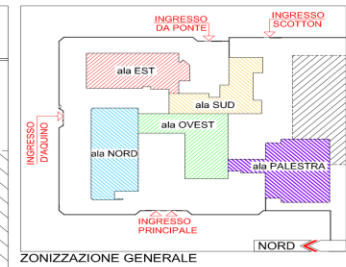 INGRESSO
DA PONTE
INGRESSO
SCOTTON
ala EST
ala SUD
INGRESSO
D'AQUINO
ala OVEST
ala NORD
ala PALESTRA
INGRESSO
PRINCIPALE
NORD
ZONIZZAZIONE GENERALE